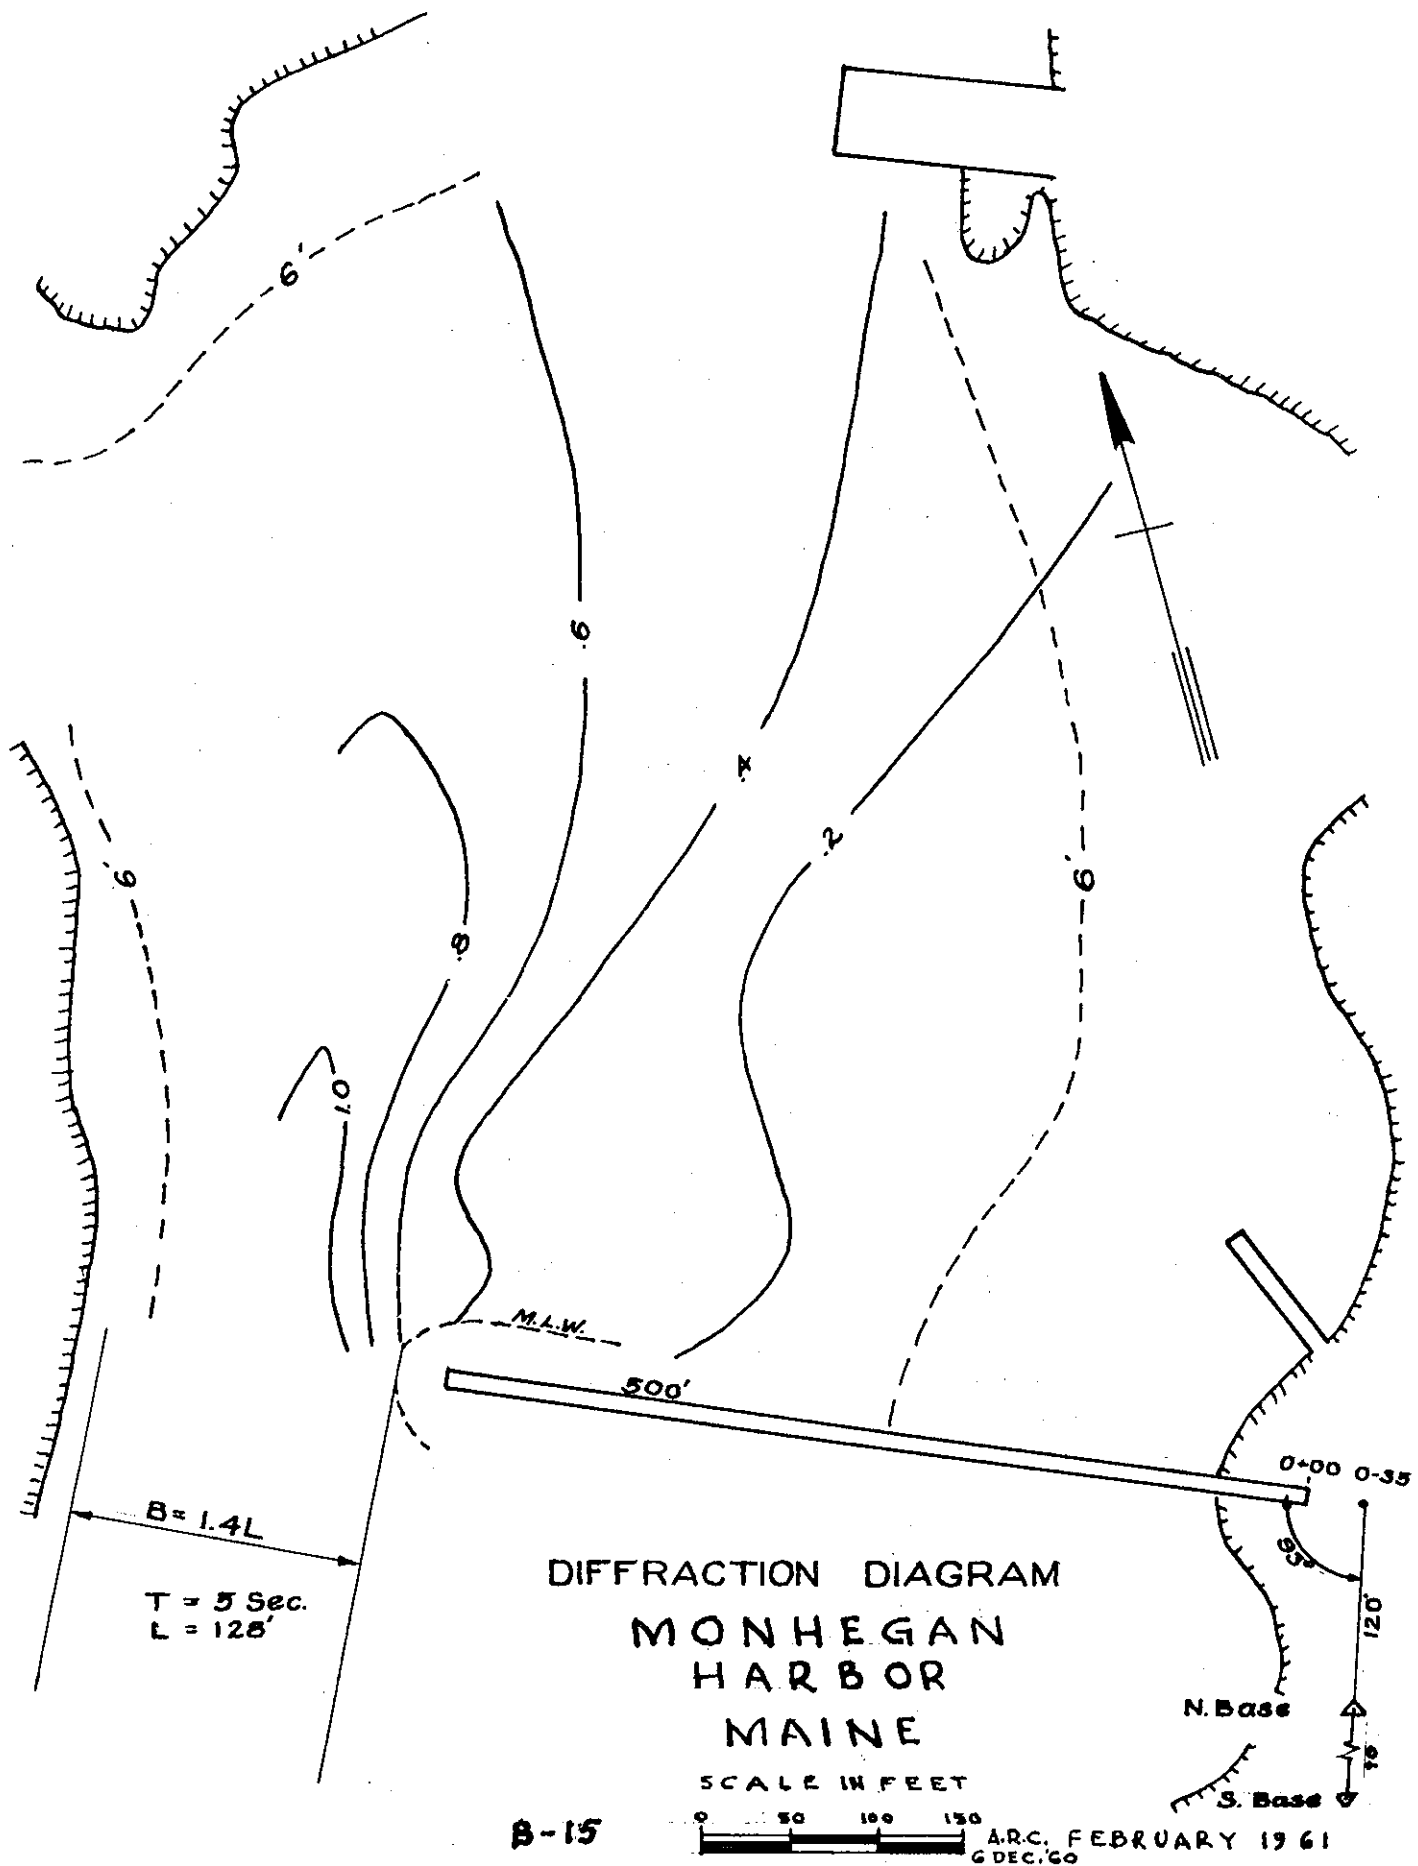 6'
.6
.4
.2
6'
6'
.8
1.0
M.L.W.
500'
0+00 0-35
93°
B= 1.4L
T = 5 Sec.
L = 128'
120'
DIFFRACTION DIAGRAM
MONHEGAN
HARBOR
MAINE
N. Base
S. Base
SCALE IN FEET
0 50 100 150
B-15
A.R.C. FEBRUARY 1961
6 DEC.'60